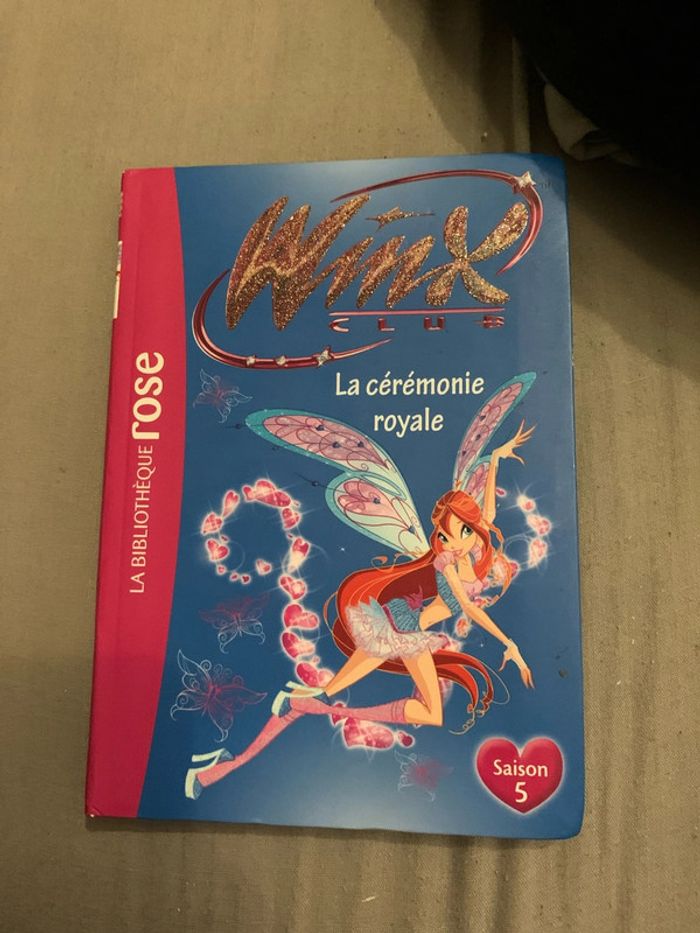 Winx
CLUB
La cérémonie
royale
LA BIBLIOTHÈQUE rose
Saison
5